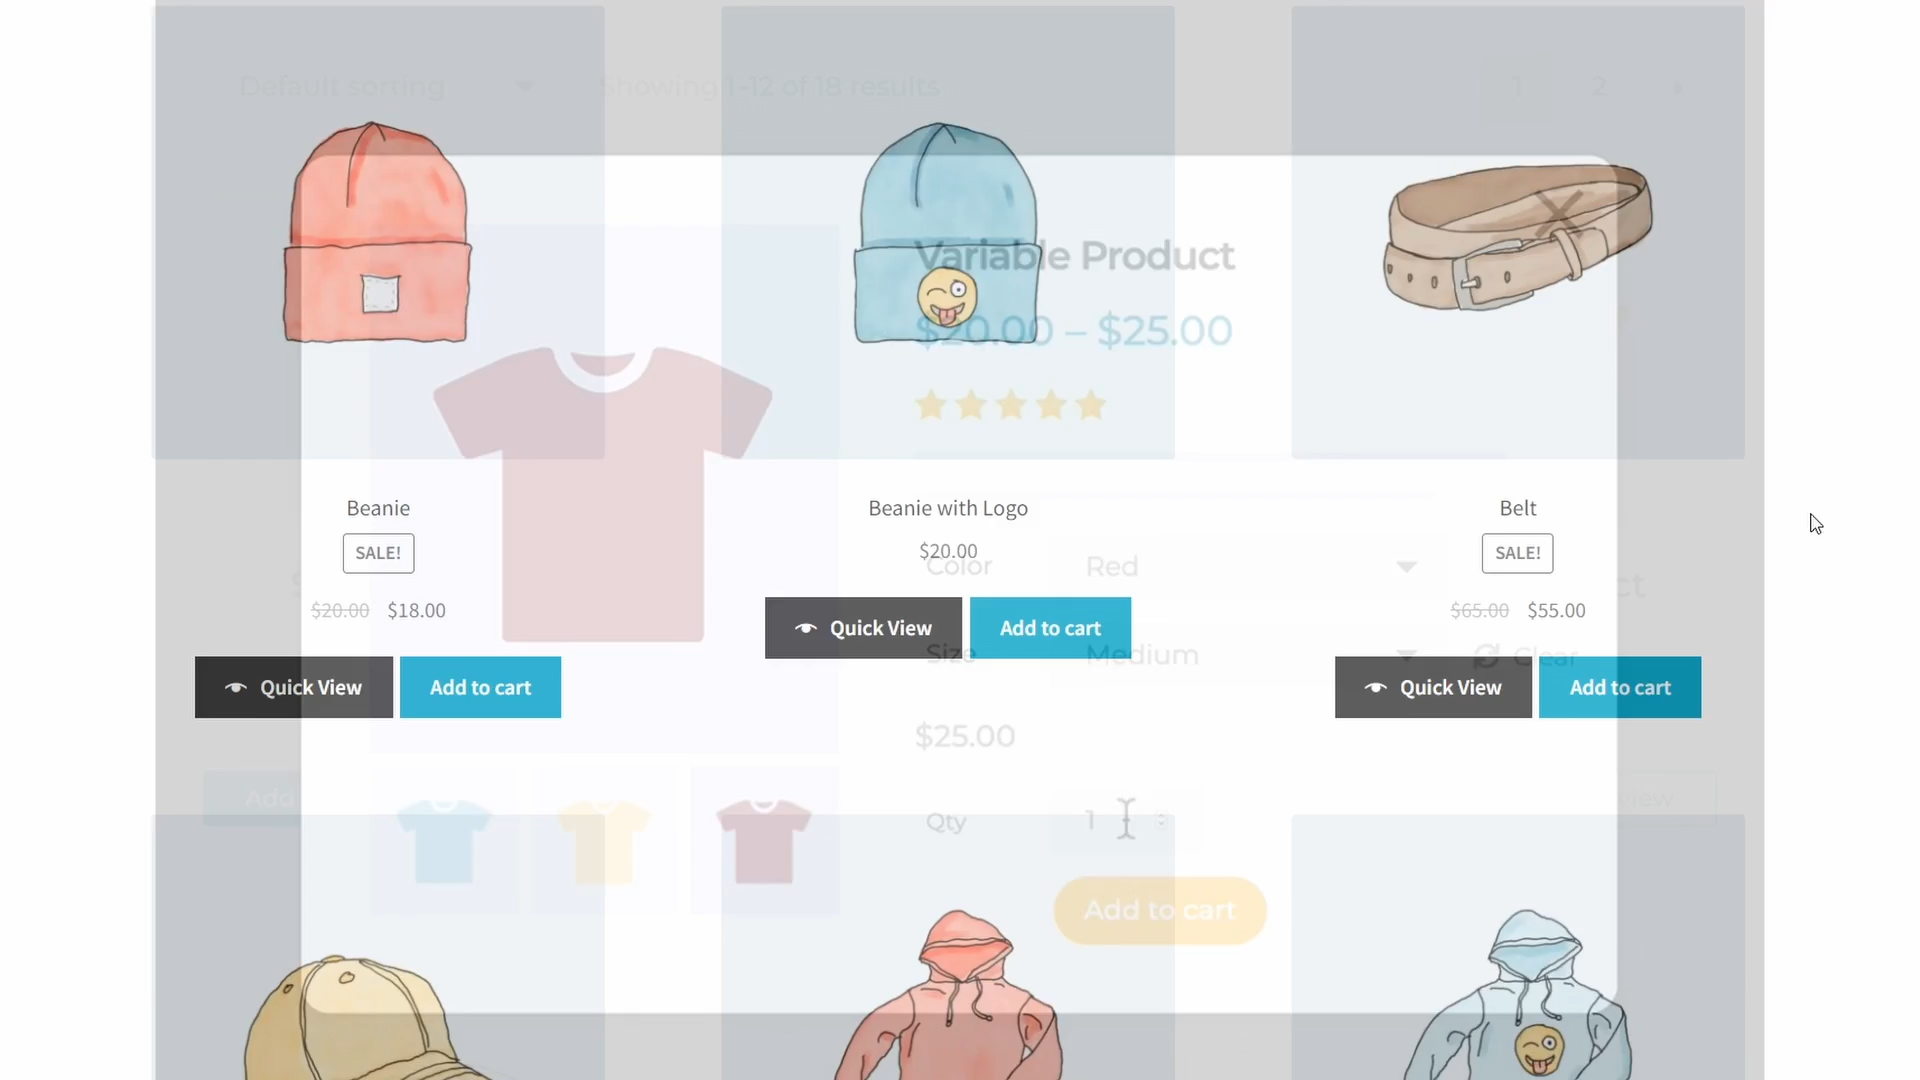 Default sorting
Showing 1–12 of 18 results
1 2
Variable Product
$20.00 – $25.00
Beanie
SALE!
$20.00 $18.00
Quick View
Add to cart
Beanie with Logo
$20.00
Quick View
Add to cart
Belt
SALE!
$65.00 $55.00
Quick View
Add to cart
Color Red
Size Medium
Clear
$25.00
Qty 1
Add to cart
Add